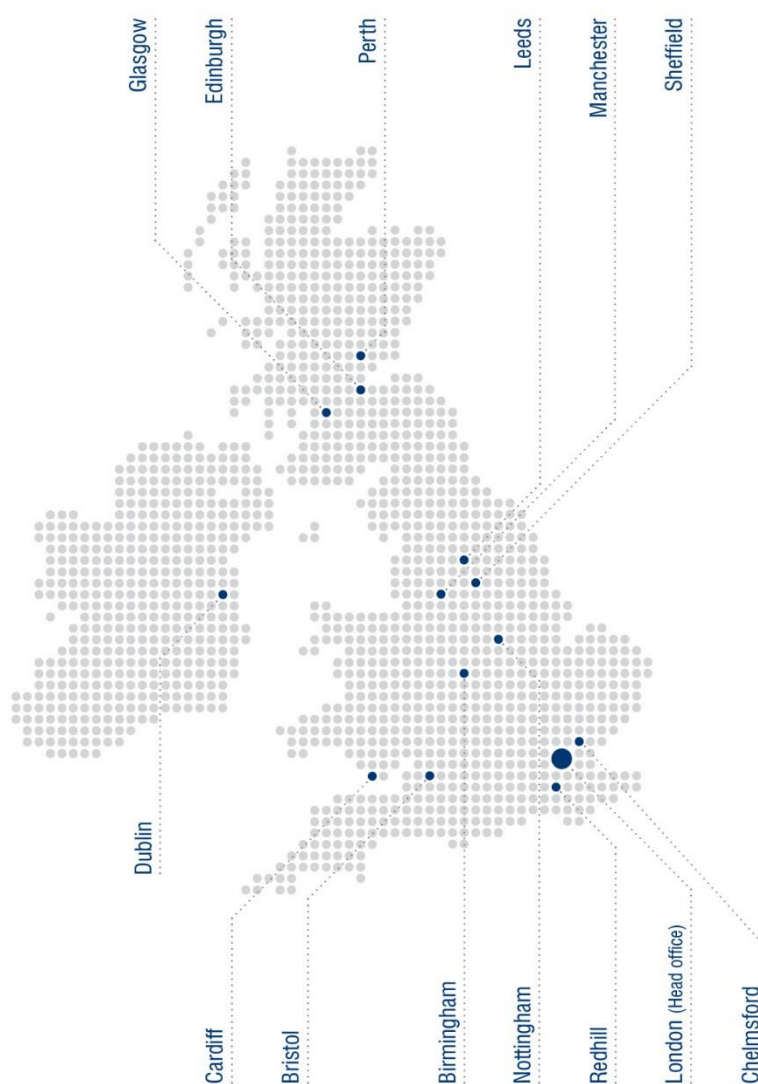 Glasgow
Edinburgh
Perth
Leeds
Manchester
Sheffield
Dublin
Cardiff
Bristol
Birmingham
Nottingham
Redhill
London (Head office)
Chelmsford